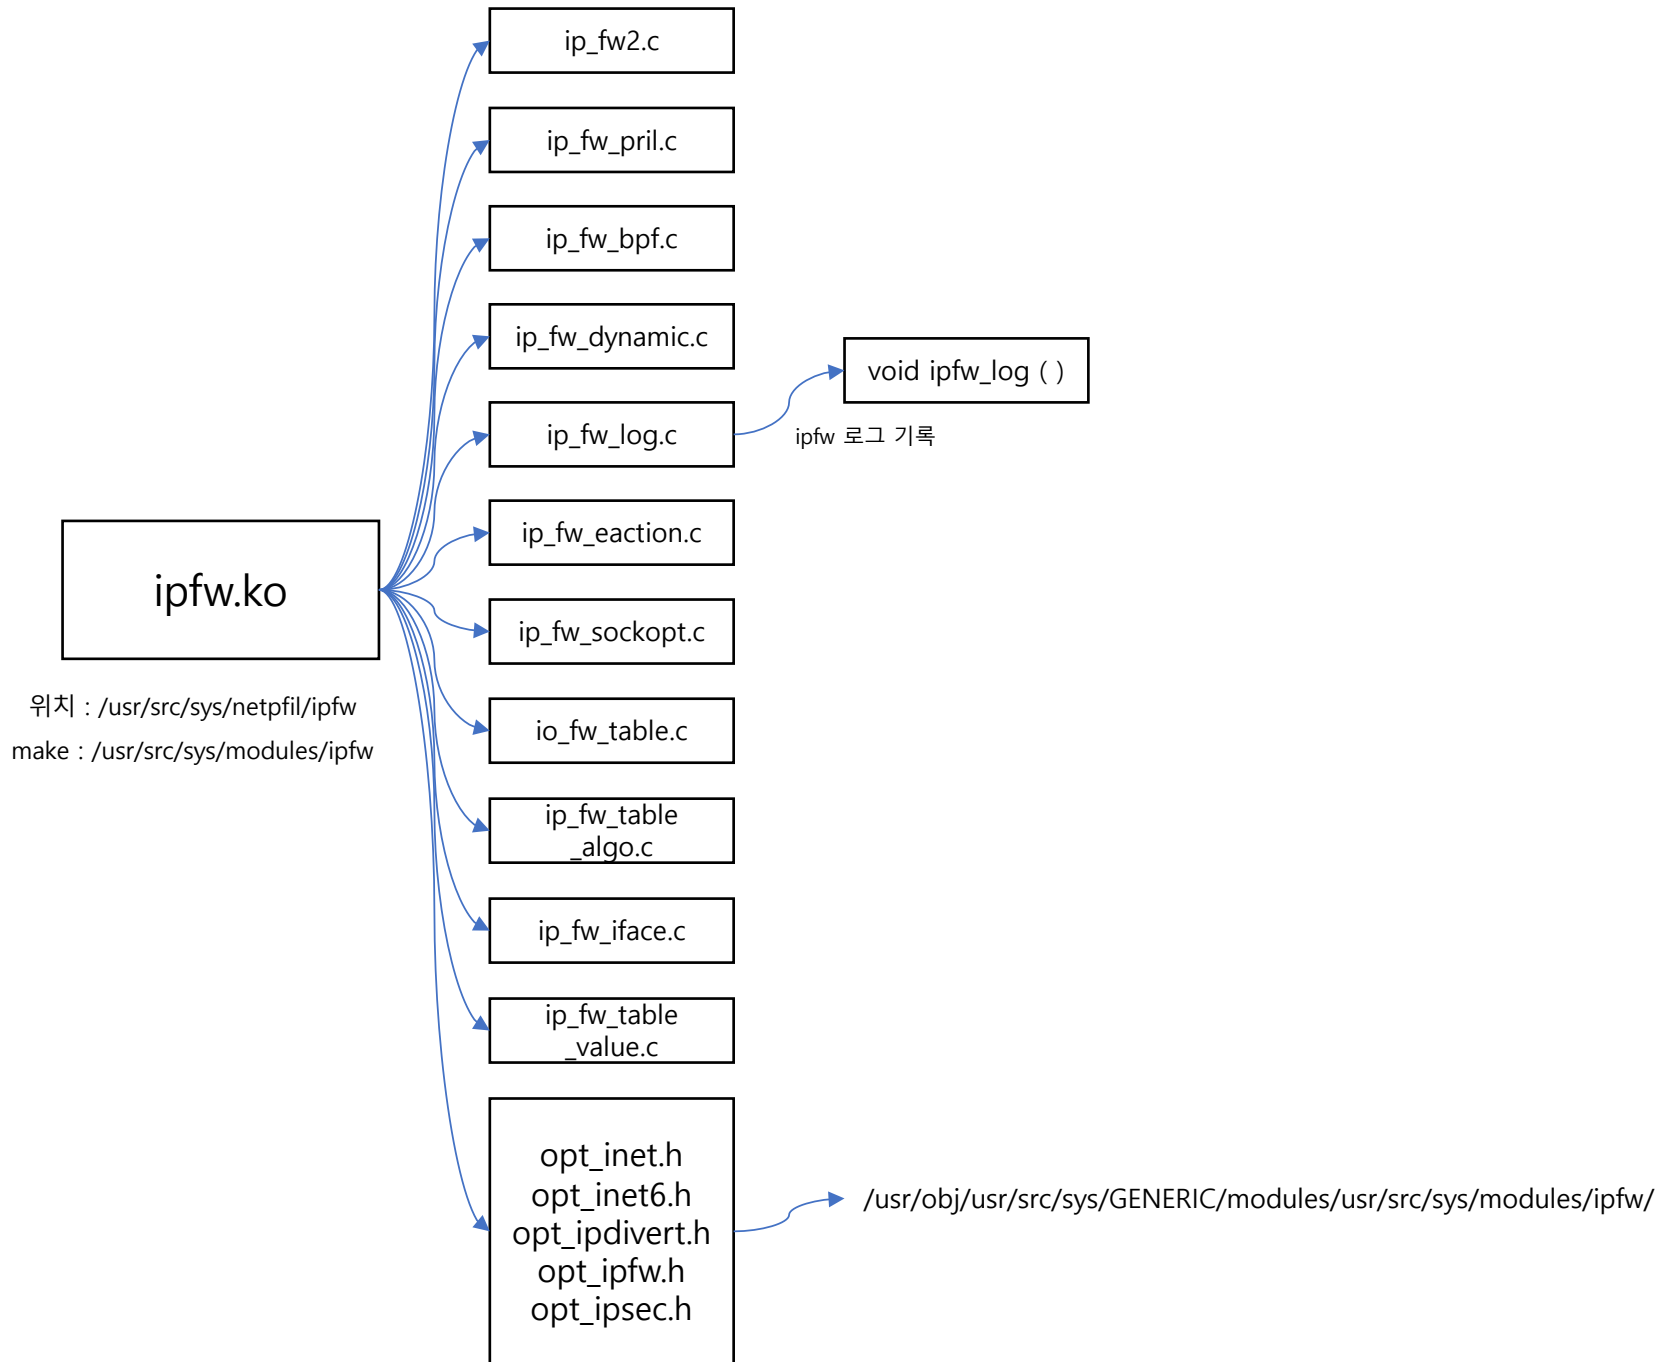 ip_fw2.c
ip_fw_pril.c
ip_fw_bpf.c
ip_fw_dynamic.c
void ipfw_log ( )
ip_fw_log.c
ipfw 로그 기록
ip_fw_eaction.c
ipfw.ko
ip_fw_sockopt.c
위치 : /usr/src/sys/netpfil/ipfw
make : /usr/src/sys/modules/ipfw
io_fw_table.c
ip_fw_table
_algo.c
ip_fw_iface.c
ip_fw_table
_value.c
opt_inet.h
opt_inet6.h
opt_ipdivert.h
opt_ipfw.h
opt_ipsec.h
/usr/obj/usr/src/sys/GENERIC/modules/usr/src/sys/modules/ipfw/